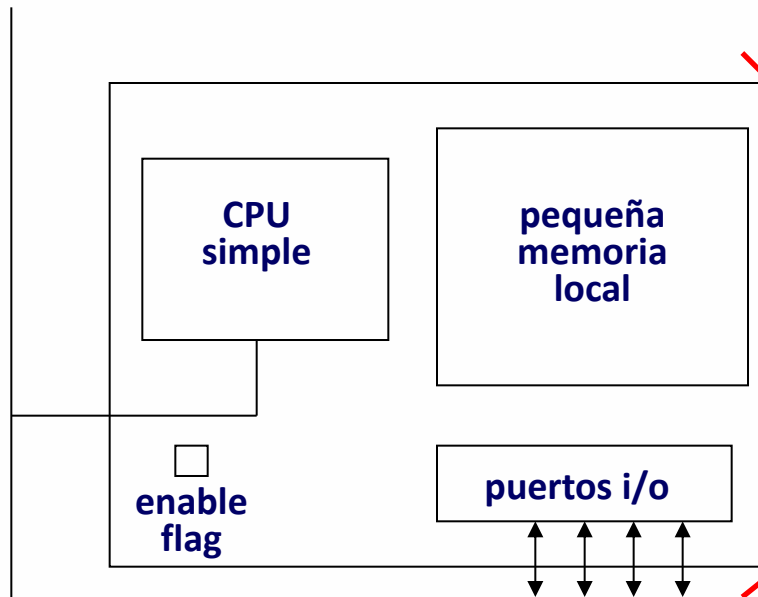 CPU
simple
pequeña
memoria
local
enable
flag
puertos i/o